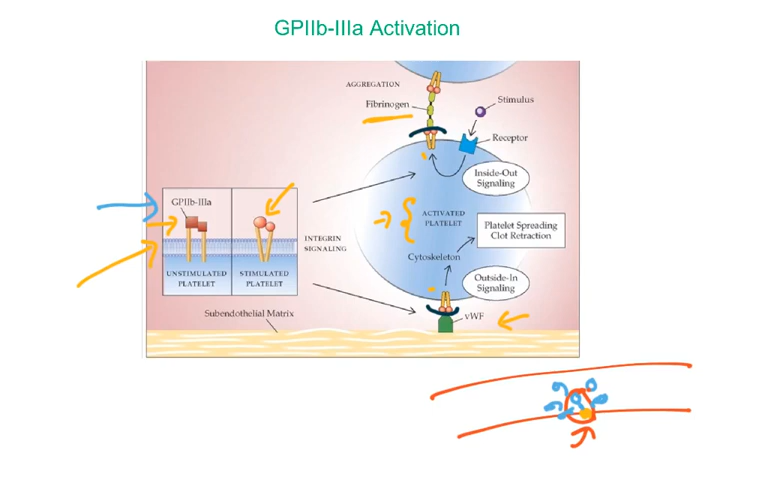 GPIIb-IIIa Activation
AGGREGATION
Fibrinogen
Stimulus
Receptor
Inside-Out
Signaling
GPIIb-IIIa
ACTIVATED
PLATELET
Platelet Spreading
Clot Retraction
INTEGRIN
SIGNALING
Cytoskeleton
UNSTIMULATED
PLATELET
STIMULATED
PLATELET
Outside-In
Signaling
Subendothelial Matrix
vWF